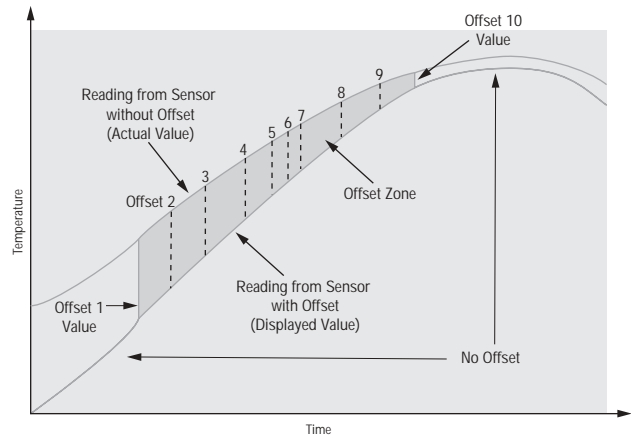 Offset 10
Value
Reading from Sensor
without Offset
(Actual Value)
9
8
7
6
5
4
3
Offset 2
Offset Zone
Temperature
Reading from Sensor
with Offset
(Displayed Value)
Offset 1
Value
No Offset
Time